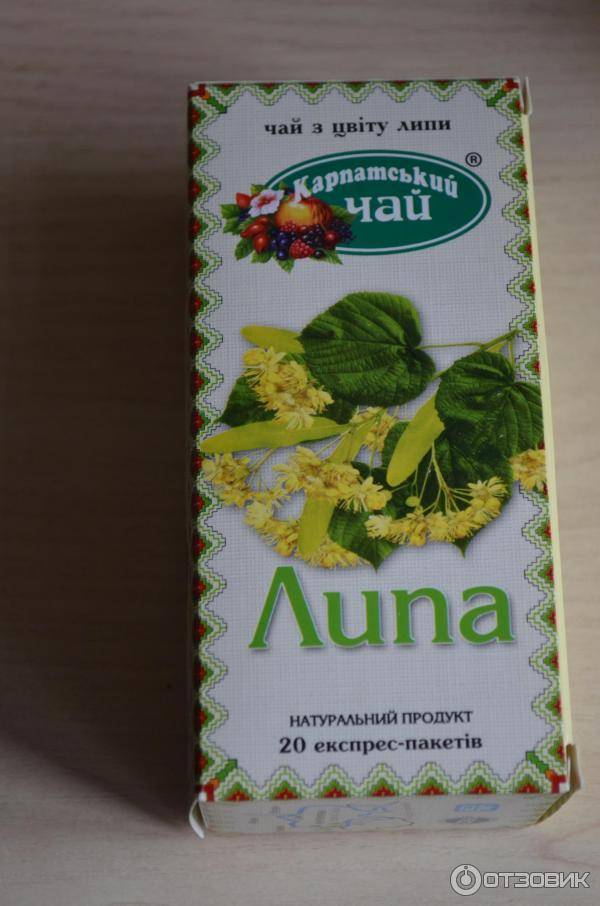 чай з цвіту липи
Карпатський ®
чай
Липа
НАТУРАЛЬНИЙ ПРОДУКТ
20 експрес-пакетів
ОТЗОВИК